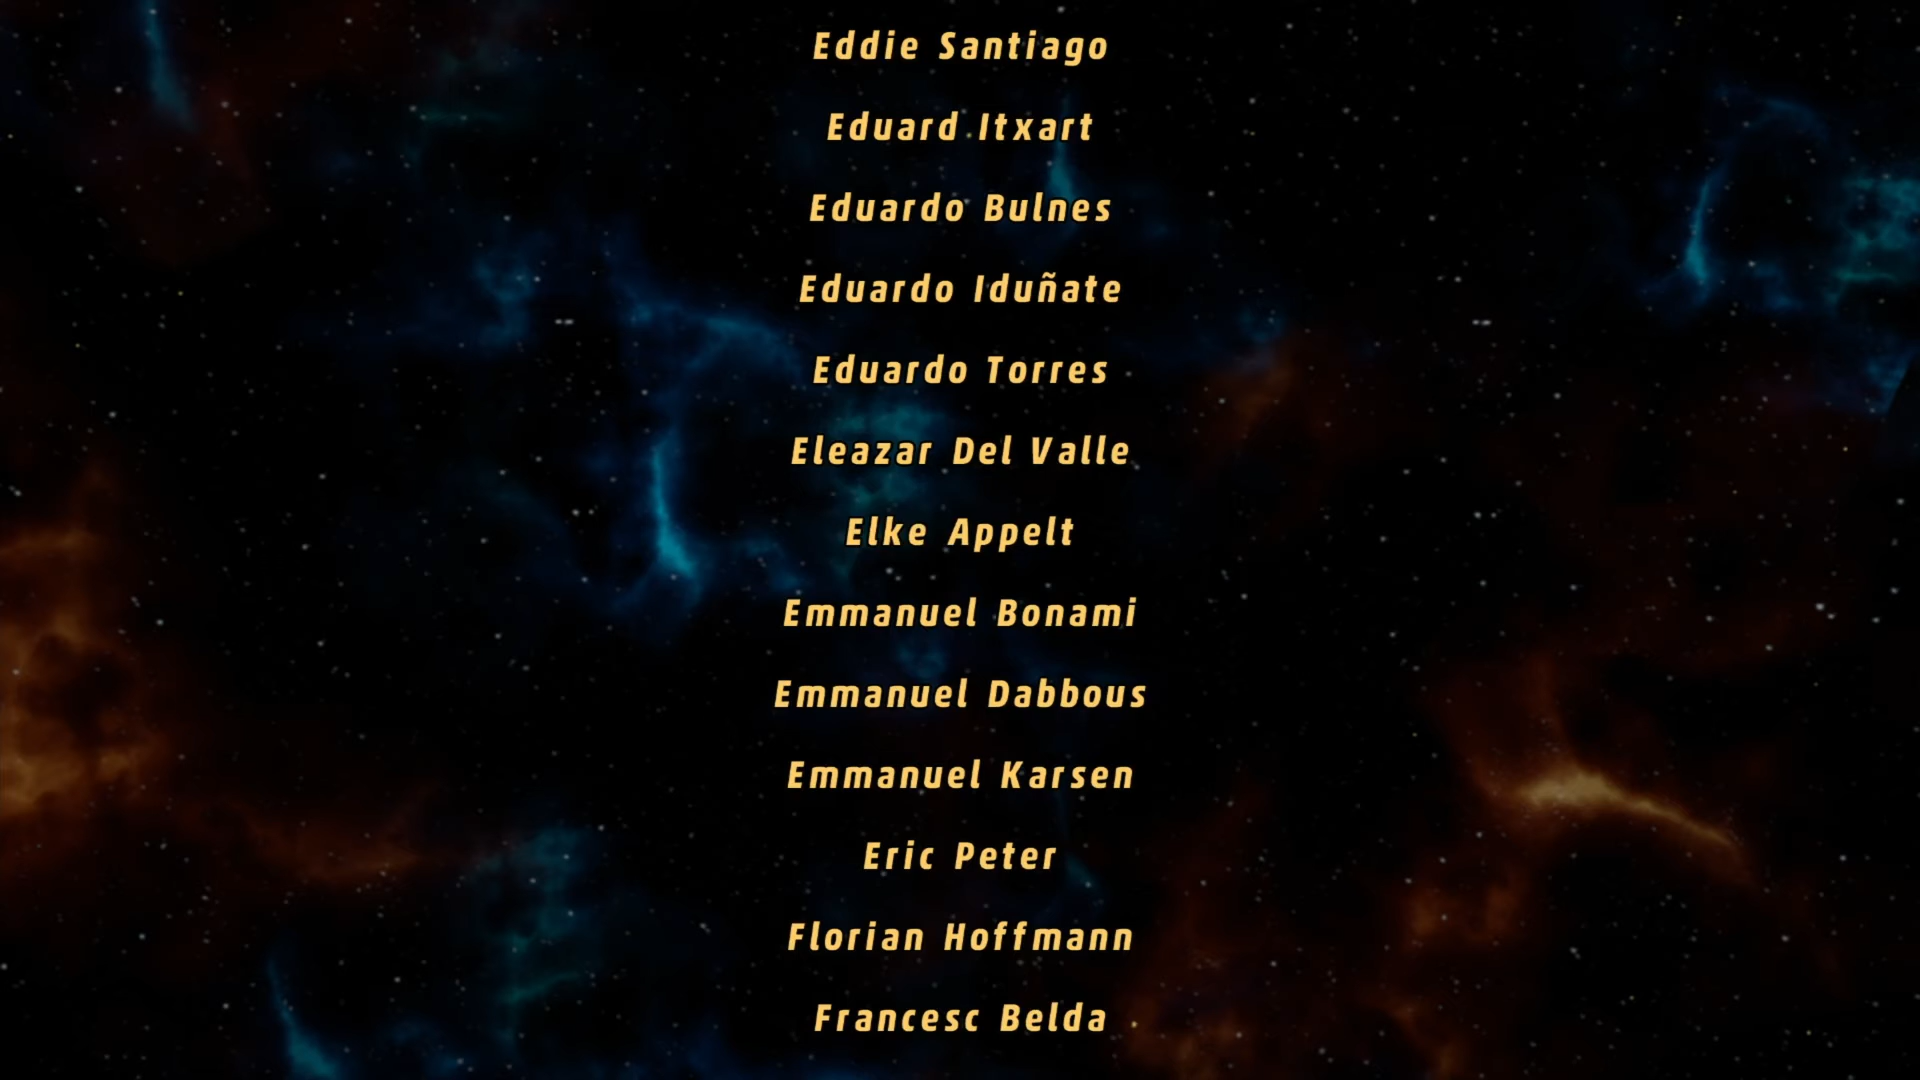 Eddie Santiago
Eduard Itxart
Eduardo Bulnes
Eduardo Iduñate
Eduardo Torres
Eleazar Del Valle
Elke Appelt
Emmanuel Bonami
Emmanuel Dabbous
Emmanuel Karsen
Eric Peter
Florian Hoffmann
Francesc Belda